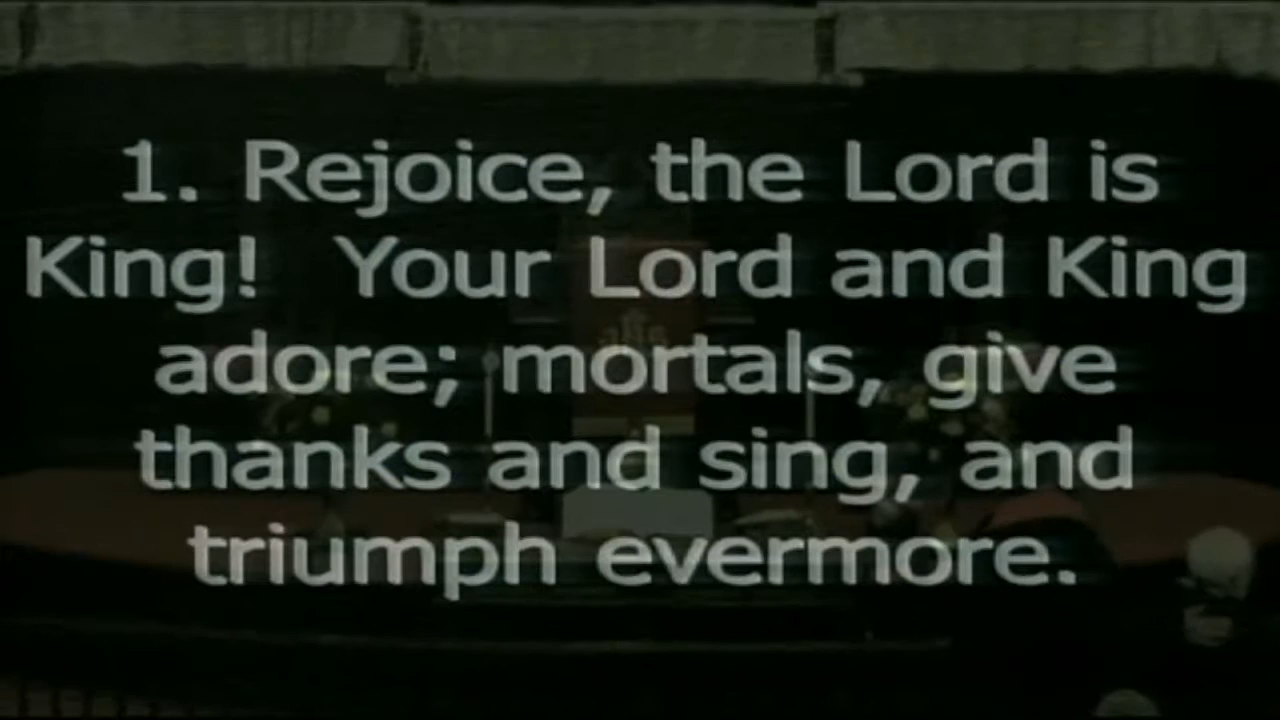 1. Rejoice, the Lord is
King! Your Lord and King
adore; mortals, give
thanks and sing, and
triumph evermore.